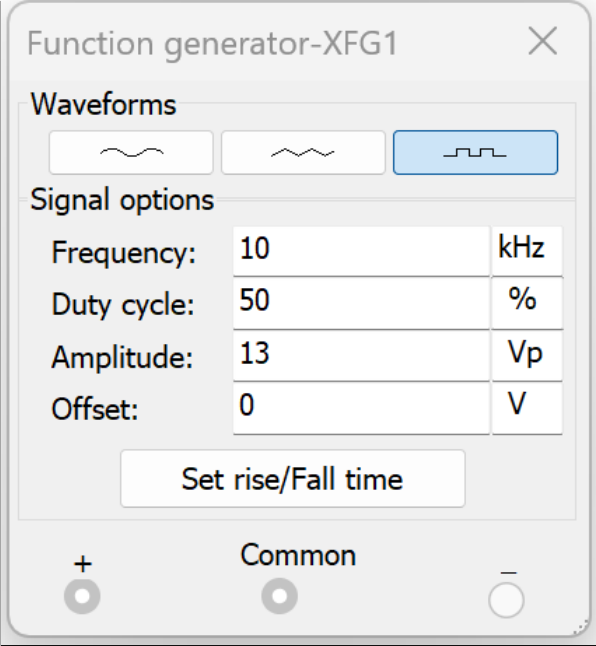 Function generator-XFG1
Waveforms
Signal options
Frequency: 10 kHz
Duty cycle: 50 %
Amplitude: 13 Vp
Offset: 0 V
Set rise/Fall time
+ Common –